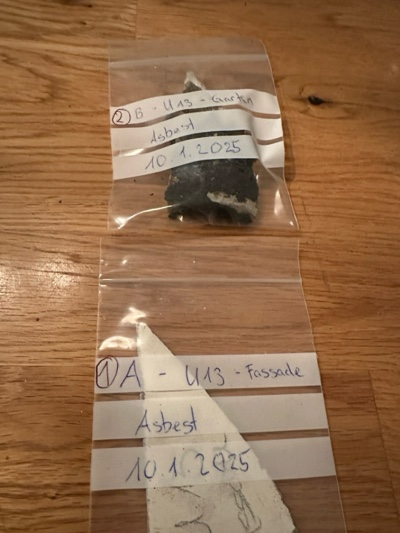 ② B - U13 - Garten
Asbest
10.1.2025
① A - U13 - Fassade
Asbest
10.1.2025